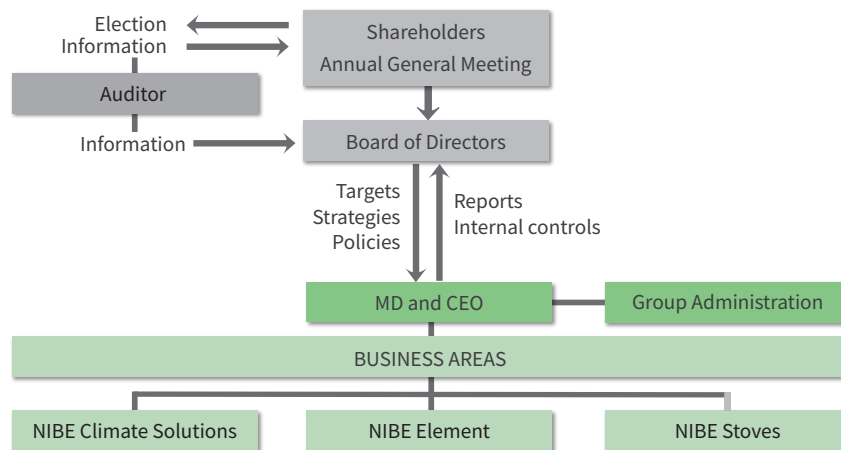 Election
Information
Shareholders
Annual General Meeting
Auditor
Information
Board of Directors
Targets
Strategies
Policies
Reports
Internal controls
MD and CEO
Group Administration
BUSINESS AREAS
NIBE Climate Solutions
NIBE Element
NIBE Stoves